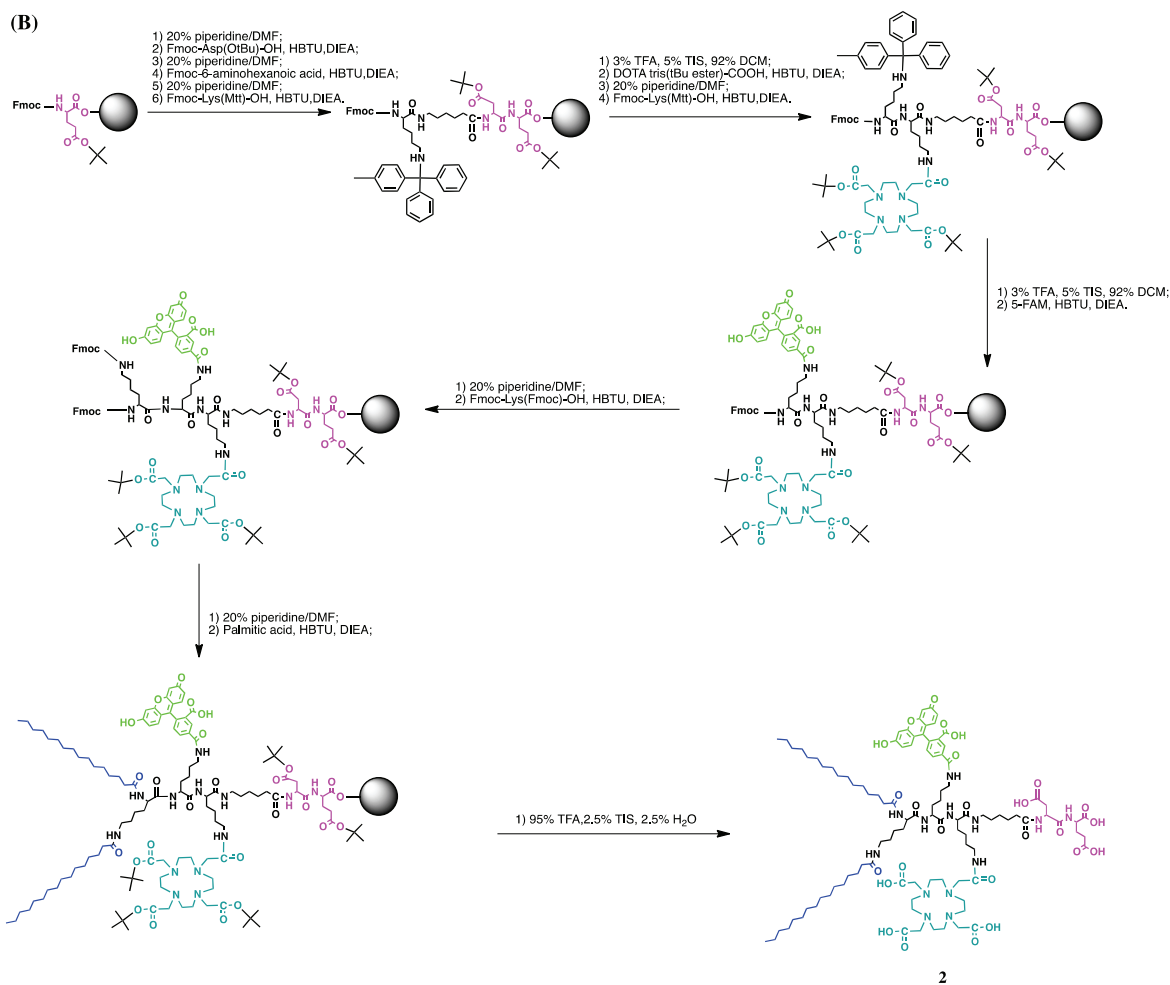 (B)
1) 20% piperidine/DMF;
2) Fmoc-Asp(OtBu)-OH, HBTU,DIEA;
3) 20% piperidine/DMF;
4) Fmoc-6-aminohexanoic acid, HBTU,DIEA;
5) 20% piperidine/DMF;
6) Fmoc-Lys(Mtt)-OH, HBTU,DIEA.
1) 3% TFA, 5% TIS, 92% DCM;
2) DOTA tris(tBu ester)-COOH, HBTU, DIEA;
3) 20% piperidine/DMF;
4) Fmoc-Lys(Mtt)-OH, HBTU,DIEA.
Fmoc
Fmoc
Fmoc
1) 3% TFA, 5% TIS, 92% DCM;
2) 5-FAM, HBTU, DIEA.
Fmoc
Fmoc
1) 20% piperidine/DMF;
2) Fmoc-Lys(Fmoc)-OH, HBTU, DIEA;
Fmoc
1) 20% piperidine/DMF;
2) Palmitic acid, HBTU, DIEA;
1) 95% TFA,2.5% TIS, 2.5% H₂O
2